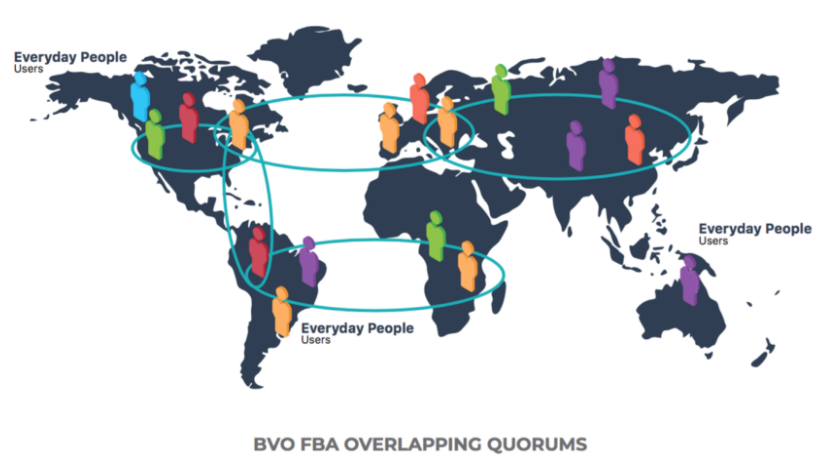 Everyday People
Users
Everyday People
Users
Everyday People
Users
BVO FBA OVERLAPPING QUORUMS